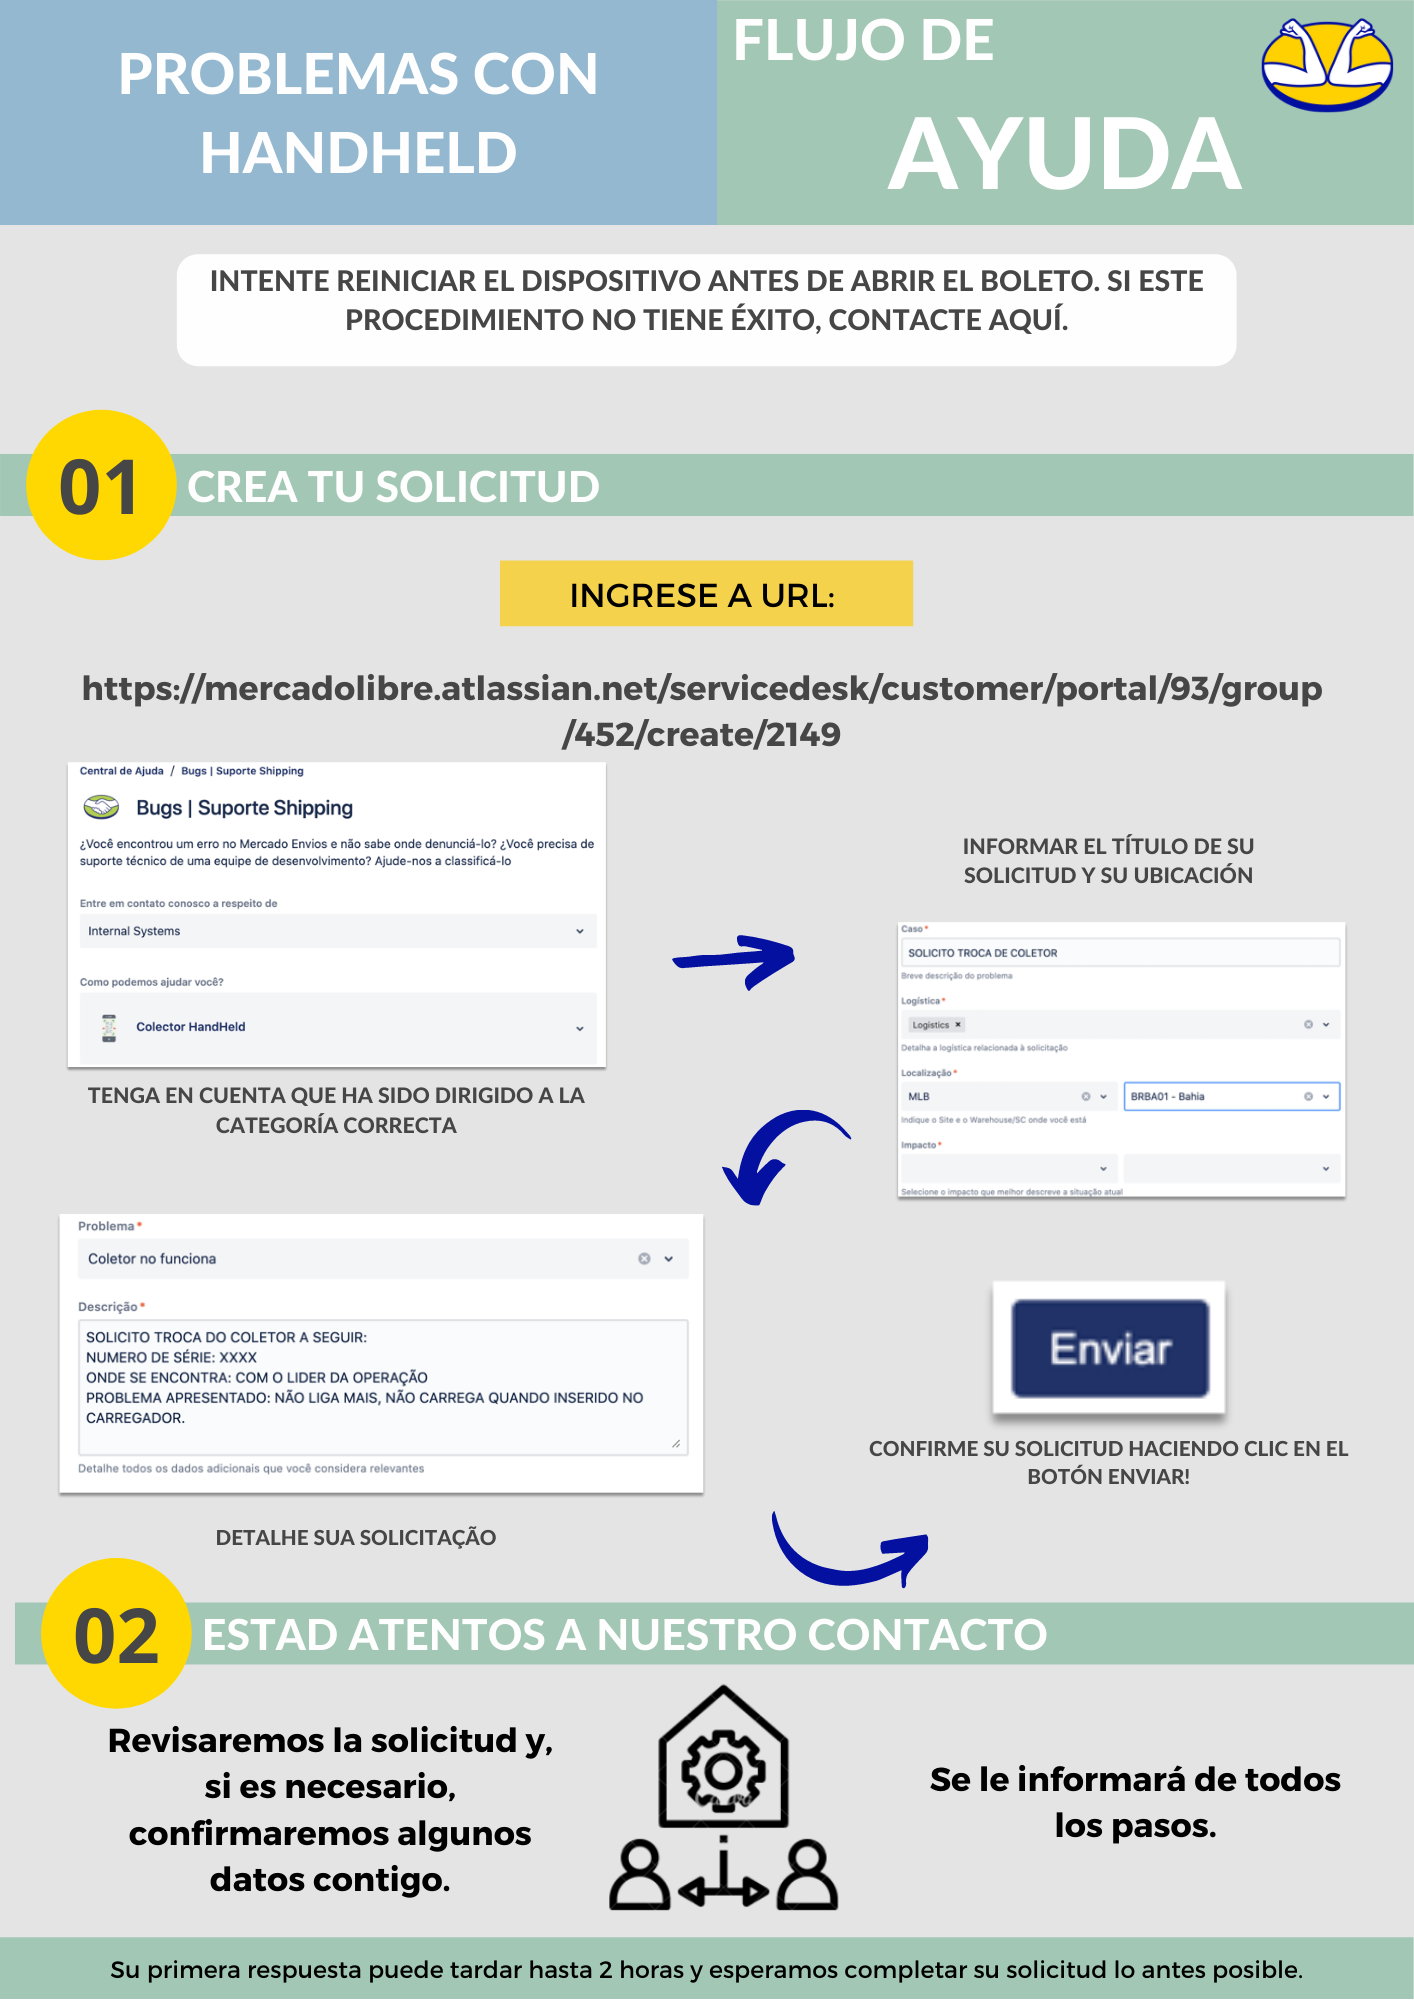 PROBLEMAS CON
HANDHELD
FLUJO DE
AYUDA
INTENTE REINICIAR EL DISPOSITIVO ANTES DE ABRIR EL BOLETO. SI ESTE
PROCEDIMIENTO NO TIENE ÉXITO, CONTACTE AQUÍ.
01
CREA TU SOLICITUD
INGRESE A URL:
https://mercadolibre.atlassian.net/servicedesk/customer/portal/93/group
/452/create/2149
Central de Ajuda / Bugs | Suporte Shipping
Bugs | Suporte Shipping
¿Você encontrou um erro no Mercado Envios e não sabe onde denunciá-lo? ¿Você precisa de
suporte técnico de uma equipe de desenvolvimento? Ajude-nos a classificá-lo
Entre em contato conosco a respeito de
Internal Systems
Como podemos ajudar você?
Colector HandHeld
TENGA EN CUENTA QUE HA SIDO DIRIGIDO A LA
CATEGORÍA CORRECTA
INFORMAR EL TÍTULO DE SU
SOLICITUD Y SU UBICACIÓN
Caso *
SOLICITO TROCA DE COLETOR
Breve descrição do problema
Logística *
Logistics ×
Detalha a logística relacionada à solicitação
Localização *
MLB
BRBA01 - Bahia
Indique o Site e o Warehouse/SC onde você está
Impacto *
Selecione o impacto que melhor descreve a situação atual
Problema *
Coletor no funciona
Descrição *
SOLICITO TROCA DO COLETOR A SEGUIR:
NUMERO DE SÉRIE: XXXX
ONDE SE ENCONTRA: COM O LIDER DA OPERAÇÃO
PROBLEMA APRESENTADO: NÃO LIGA MAIS, NÃO CARREGA QUANDO INSERIDO NO
CARREGADOR.
Detalhe todos os dados adicionais que você considera relevantes
DETALHE SUA SOLICITAÇÃO
Enviar
CONFIRME SU SOLICITUD HACIENDO CLIC EN EL
BOTÓN ENVIAR!
02
ESTAD ATENTOS A NUESTRO CONTACTO
Revisaremos la solicitud y,
si es necesario,
confirmaremos algunos
datos contigo.
Se le informará de todos
los pasos.
Su primera respuesta puede tardar hasta 2 horas y esperamos completar su solicitud lo antes posible.